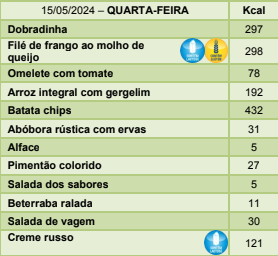 15/05/2024 – QUARTA-FEIRA Kcal
Dobradinha 297
Filé de frango ao molho de
queijo 298
Omelete com tomate 78
Arroz integral com gergelim 192
Batata chips 432
Abóbora rústica com ervas 31
Alface 5
Pimentão colorido 27
Salada dos sabores 5
Beterraba ralada 11
Salada de vagem 30
Creme russo 121